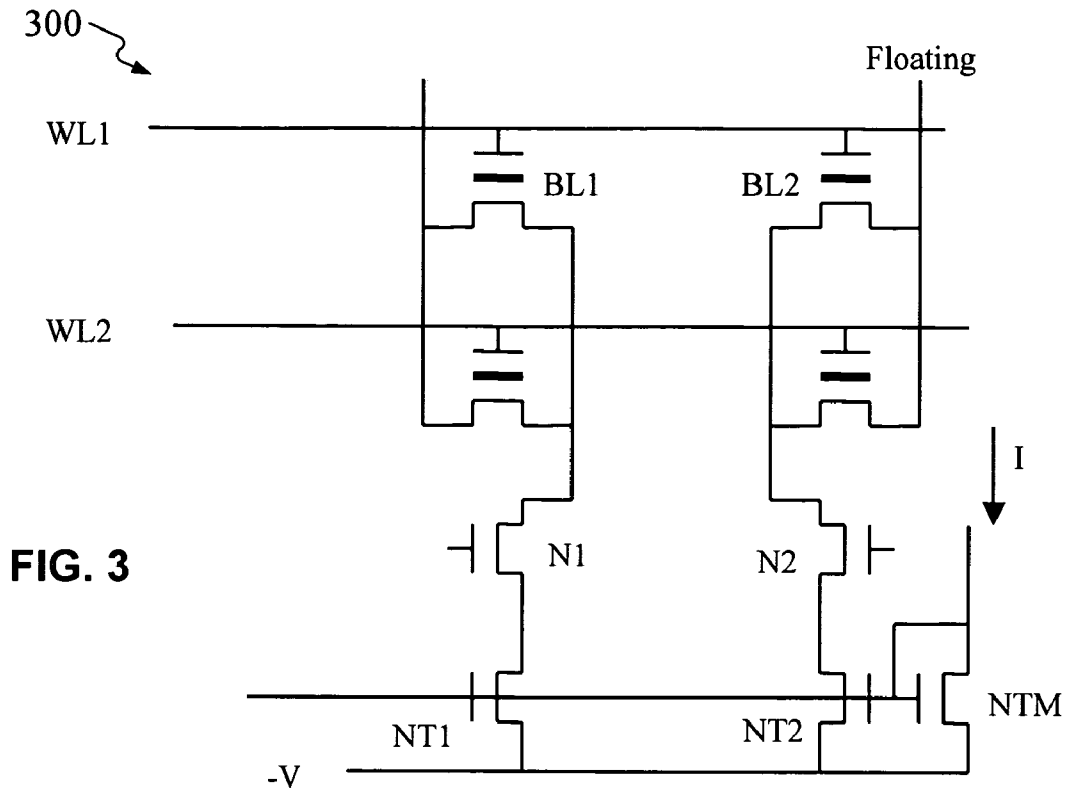 300
Floating
WL1
BL1
BL2
WL2
I
FIG. 3
N1
N2
NT1
NT2
NTM
-V